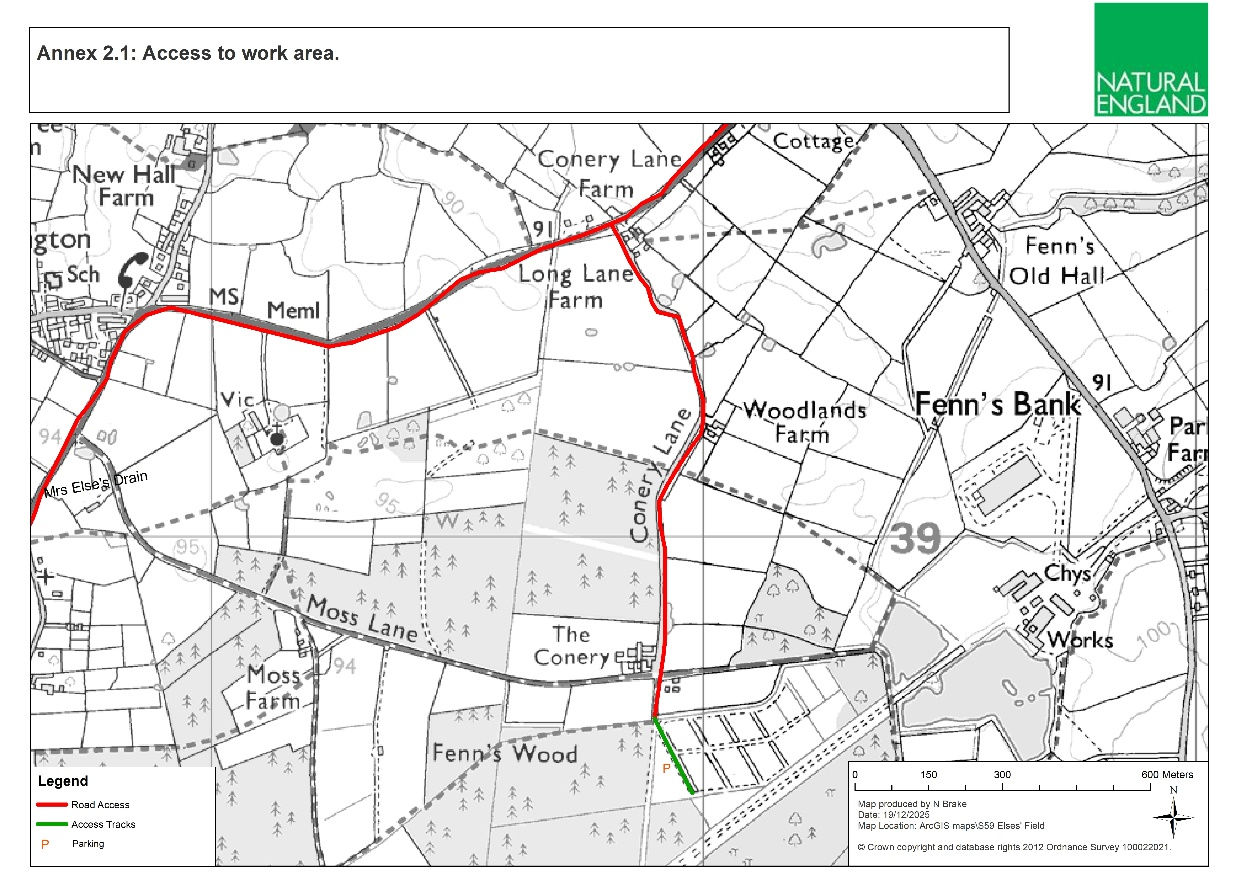 Annex 2.1: Access to work area.
NATURAL
ENGLAND
Conery Lane
Farm
Cottage
New Hall
Farm
90
91
gton
Sch
MS
Meml
Long Lane
Farm
Fenn's
Old Hall
Vic
94
Mrs Else's Drain
95
W
Conery Lane
Woodlands
Farm
Fenn's Bank
91
Par
Farr
39
(95)
Moss Lane
The
Conery
Chys
Works
100
Moss
Farm
94
Fenn's Wood
P
Legend
Road Access
Access Tracks
P Parking
0 150 300 600 Meters
N
Map produced by N Brake
Date: 19/12/2025
Map Location: ArcGIS maps\S59 Elses' Field
© Crown copyright and database rights 2012 Ordnance Survey 100022021.